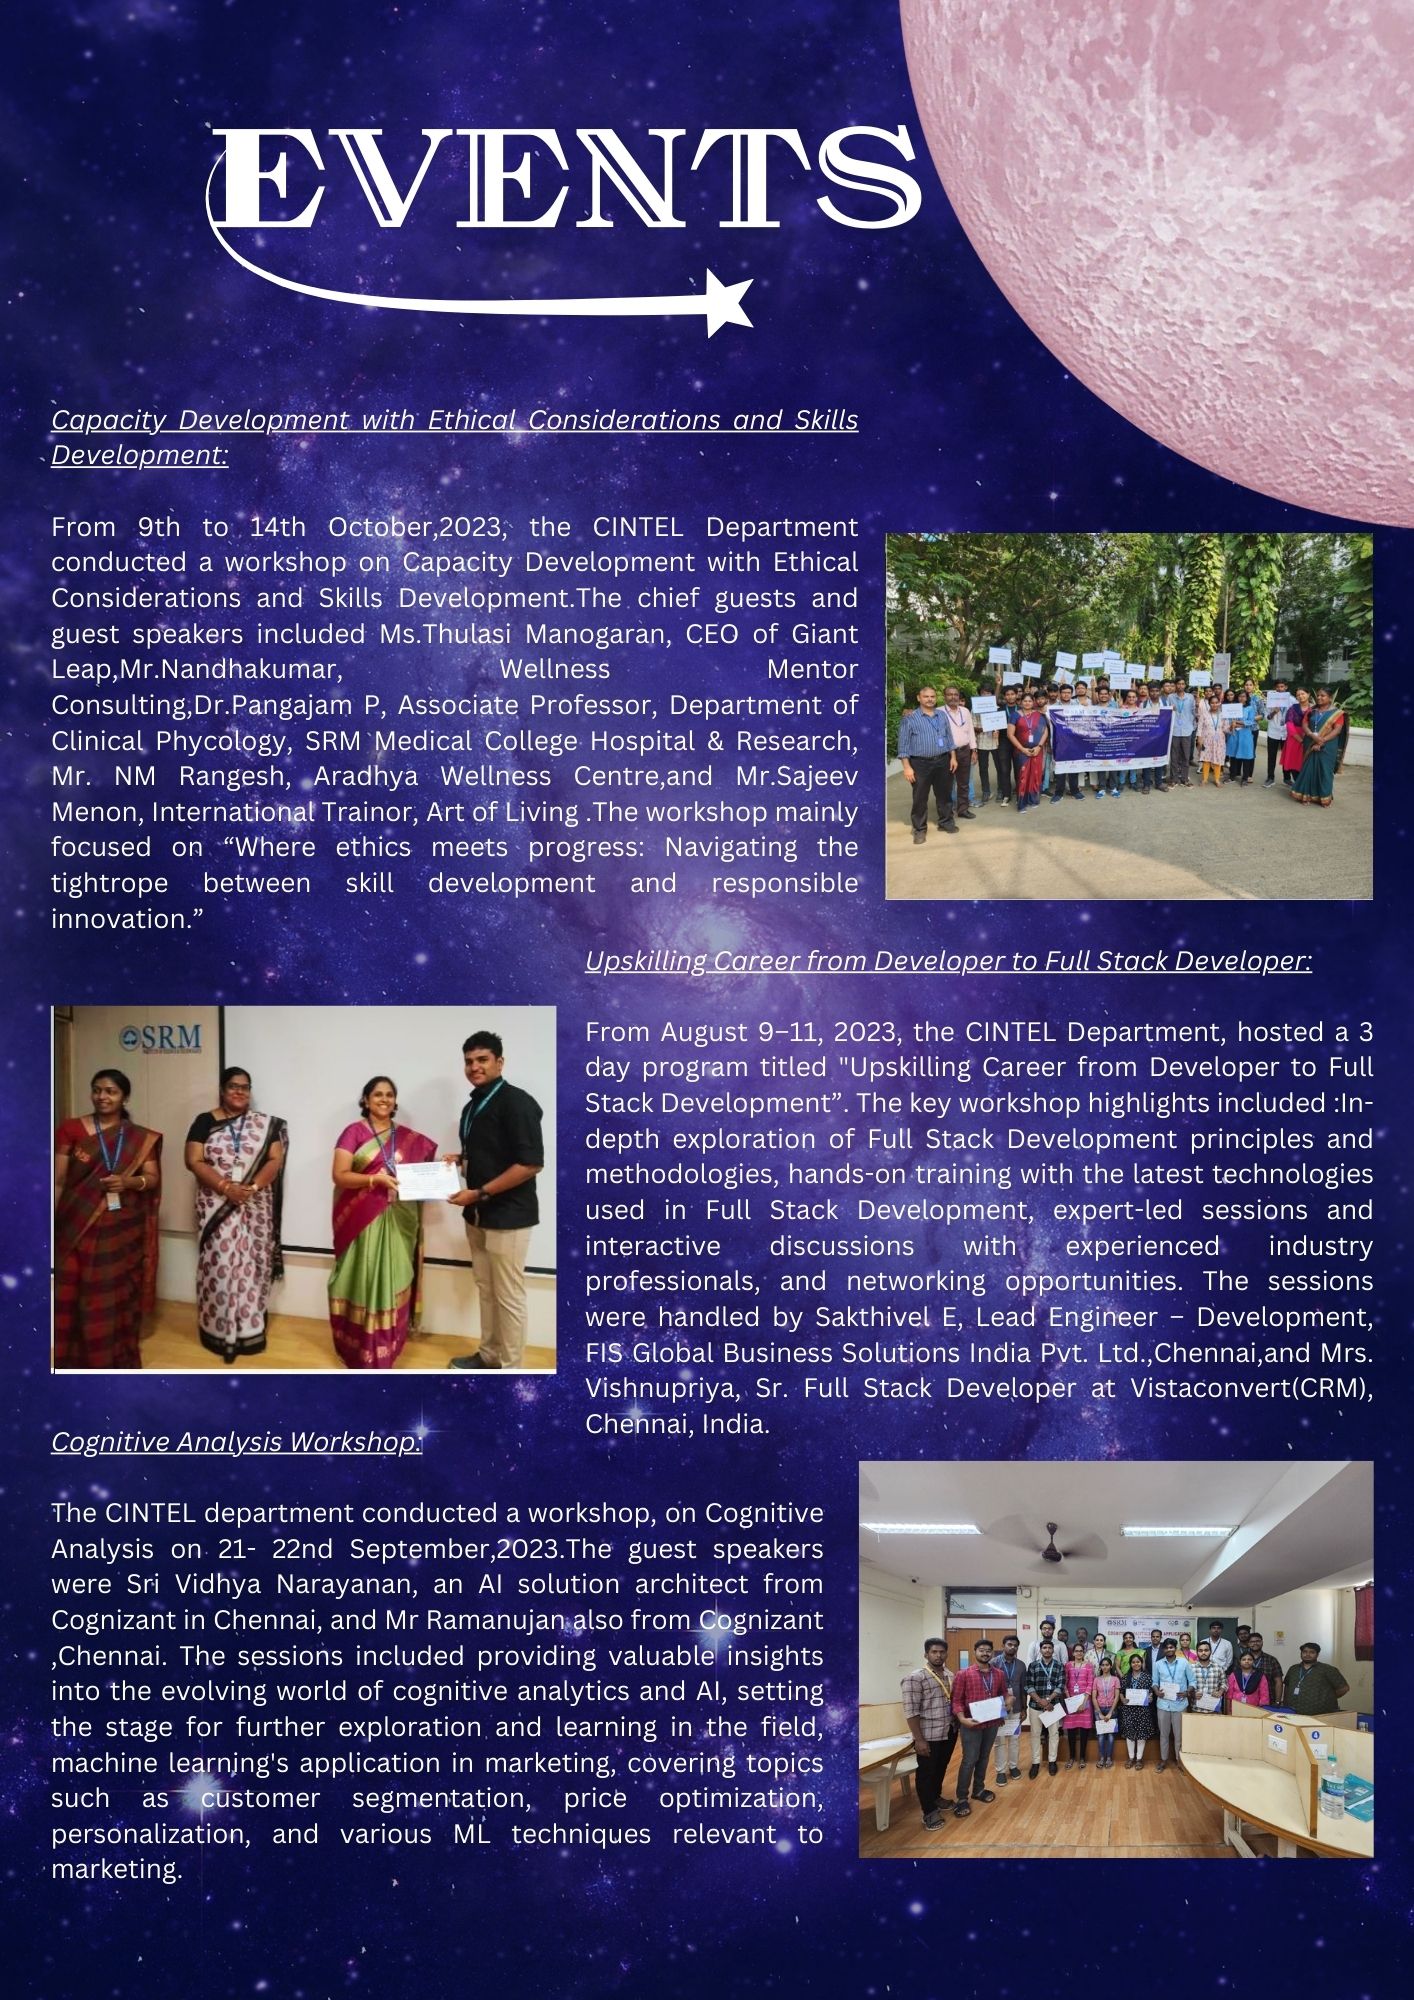 EVENTS
Capacity Development with Ethical Considerations and Skills
Development:
From 9th to 14th October,2023, the CINTEL Department
conducted a workshop on Capacity Development with Ethical
Considerations and Skills Development.The chief guests and
guest speakers included Ms.Thulasi Manogaran, CEO of Giant
Leap,Mr.Nandhakumar, Wellness Mentor
Consulting,Dr.Pangajam P, Associate Professor, Department of
Clinical Phycology, SRM Medical College Hospital & Research,
Mr. NM Rangesh, Aradhya Wellness Centre,and Mr.Sajeev
Menon, International Trainor, Art of Living .The workshop mainly
focused on “Where ethics meets progress: Navigating the
tightrope between skill development and responsible
innovation.”
Upskilling Career from Developer to Full Stack Developer:
SRM
From August 9–11, 2023, the CINTEL Department, hosted a 3
day program titled "Upskilling Career from Developer to Full
Stack Development”. The key workshop highlights included :In-
depth exploration of Full Stack Development principles and
methodologies, hands-on training with the latest technologies
used in Full Stack Development, expert-led sessions and
interactive discussions with experienced industry
professionals, and networking opportunities. The sessions
were handled by Sakthivel E, Lead Engineer – Development,
FIS Global Business Solutions India Pvt. Ltd.,Chennai,and Mrs.
Vishnupriya, Sr. Full Stack Developer at Vistaconvert(CRM),
Chennai, India.
Cognitive Analysis Workshop:
The CINTEL department conducted a workshop, on Cognitive
Analysis on 21- 22nd September,2023.The guest speakers
were Sri Vidhya Narayanan, an AI solution architect from
Cognizant in Chennai, and Mr Ramanujan also from Cognizant
,Chennai. The sessions included providing valuable insights
into the evolving world of cognitive analytics and AI, setting
the stage for further exploration and learning in the field,
machine learning's application in marketing, covering topics
such as customer segmentation, price optimization,
personalization, and various ML techniques relevant to
marketing.
SRM